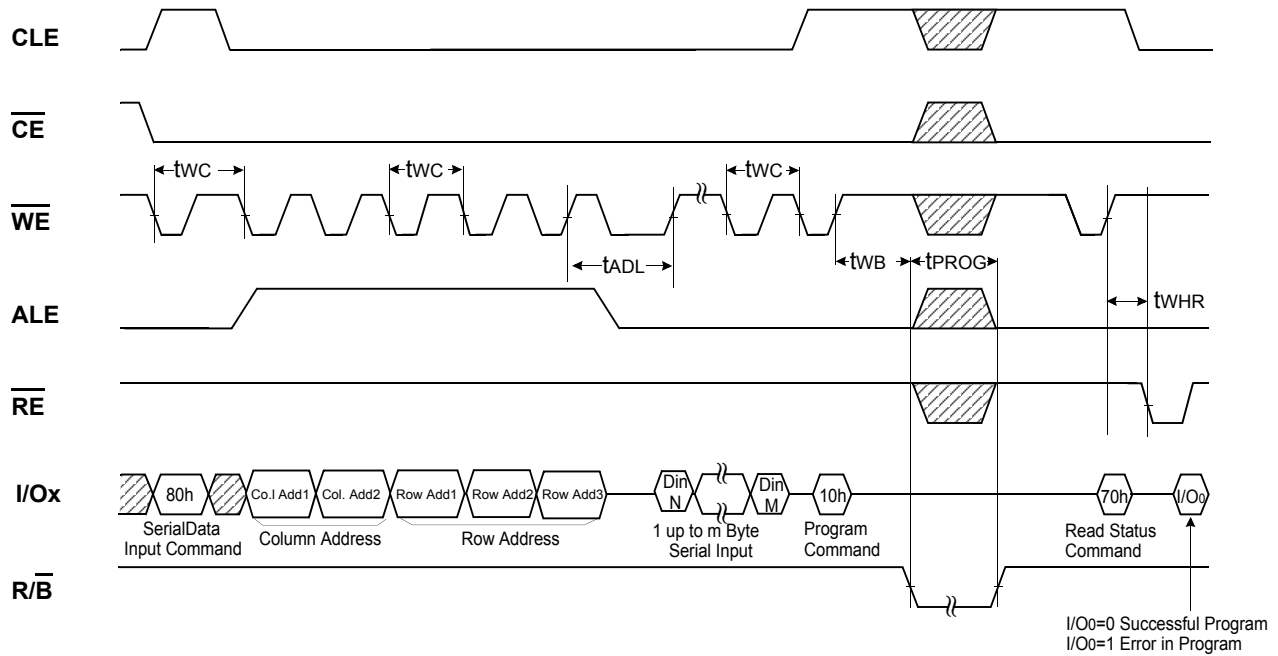 CLE
CE
tWC
tWC
tWC
WE
tADL
tWB
tPROG
ALE
tWHR
RE
I/Ox
80h
Co.l Add1
Col. Add2
Row Add1
Row Add2
Row Add3
Din N
Din M
10h
70h
I/O0
SerialData
Input Command
Column Address
Row Address
1 up to m Byte
Serial Input
Program
Command
Read Status
Command
R/B
I/O0=0 Successful Program
I/O0=1 Error in Program